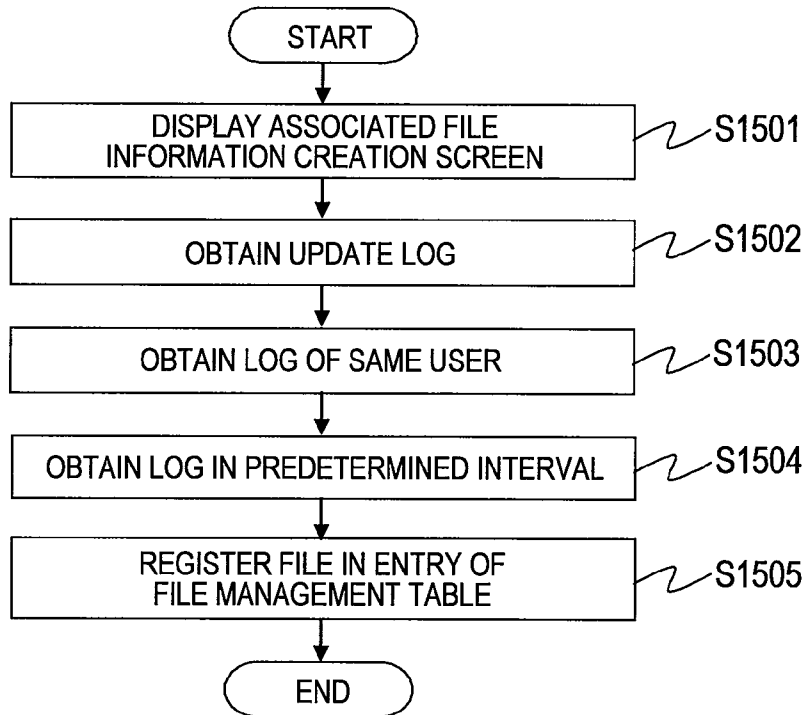 START
DISPLAY ASSOCIATED FILE
INFORMATION CREATION SCREEN
S1501
OBTAIN UPDATE LOG
S1502
OBTAIN LOG OF SAME USER
S1503
OBTAIN LOG IN PREDETERMINED INTERVAL
S1504
REGISTER FILE IN ENTRY OF
FILE MANAGEMENT TABLE
S1505
END